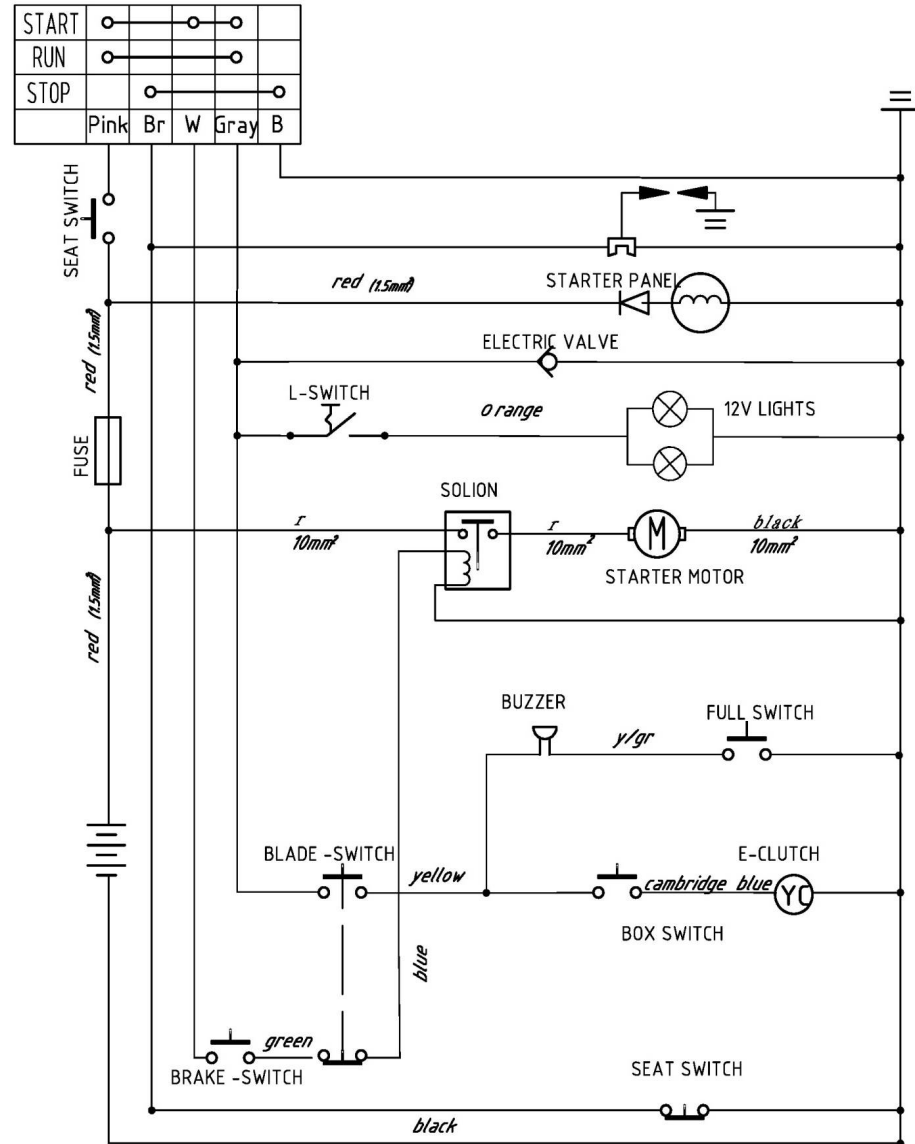 START
RUN
STOP
Pink Br W Gray B
SEAT SWITCH
red (1.5mm²)
STARTER PANEL
red (1.5mm²)
ELECTRIC VALVE
L-SWITCH
O range
12V LIGHTS
FUSE
SOLION
r
10mm²
r
10mm²
black
10mm²
STARTER MOTOR
red (1.5mm²)
BUZZER
FULL SWITCH
y/gr
BLADE -SWITCH
yellow
E-CLUTCH
cambridge blue
YC
BOX SWITCH
blue
green
BRAKE -SWITCH
SEAT SWITCH
black
M